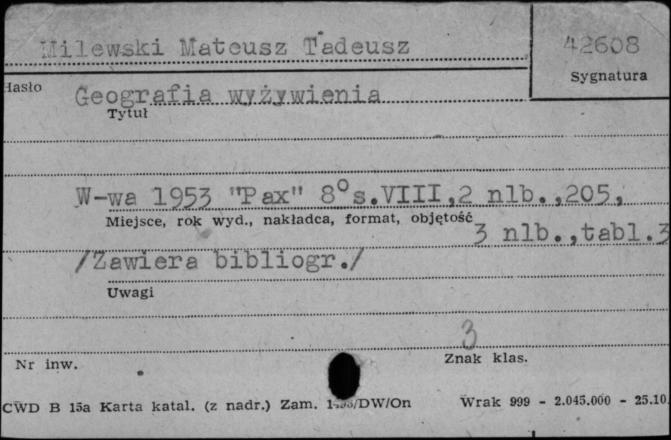 Milewski Mateusz Tadeusz
42608
Sygnatura
Hasło
Geografia wyżywienia
Tytuł
W-wa 1953 "Pax" 8° s.VIII,2 nlb.,205,
Miejsce, rok wyd., nakładca, format, objętość
3 nlb.,tabl.3
/Zawiera bibliogr./
Uwagi
3
Nr inw.
Znak klas.
CWD B 15a Karta katal. (z nadr.) Zam. /DW/On Wrak 999 - 2.045.000 - 25.10.